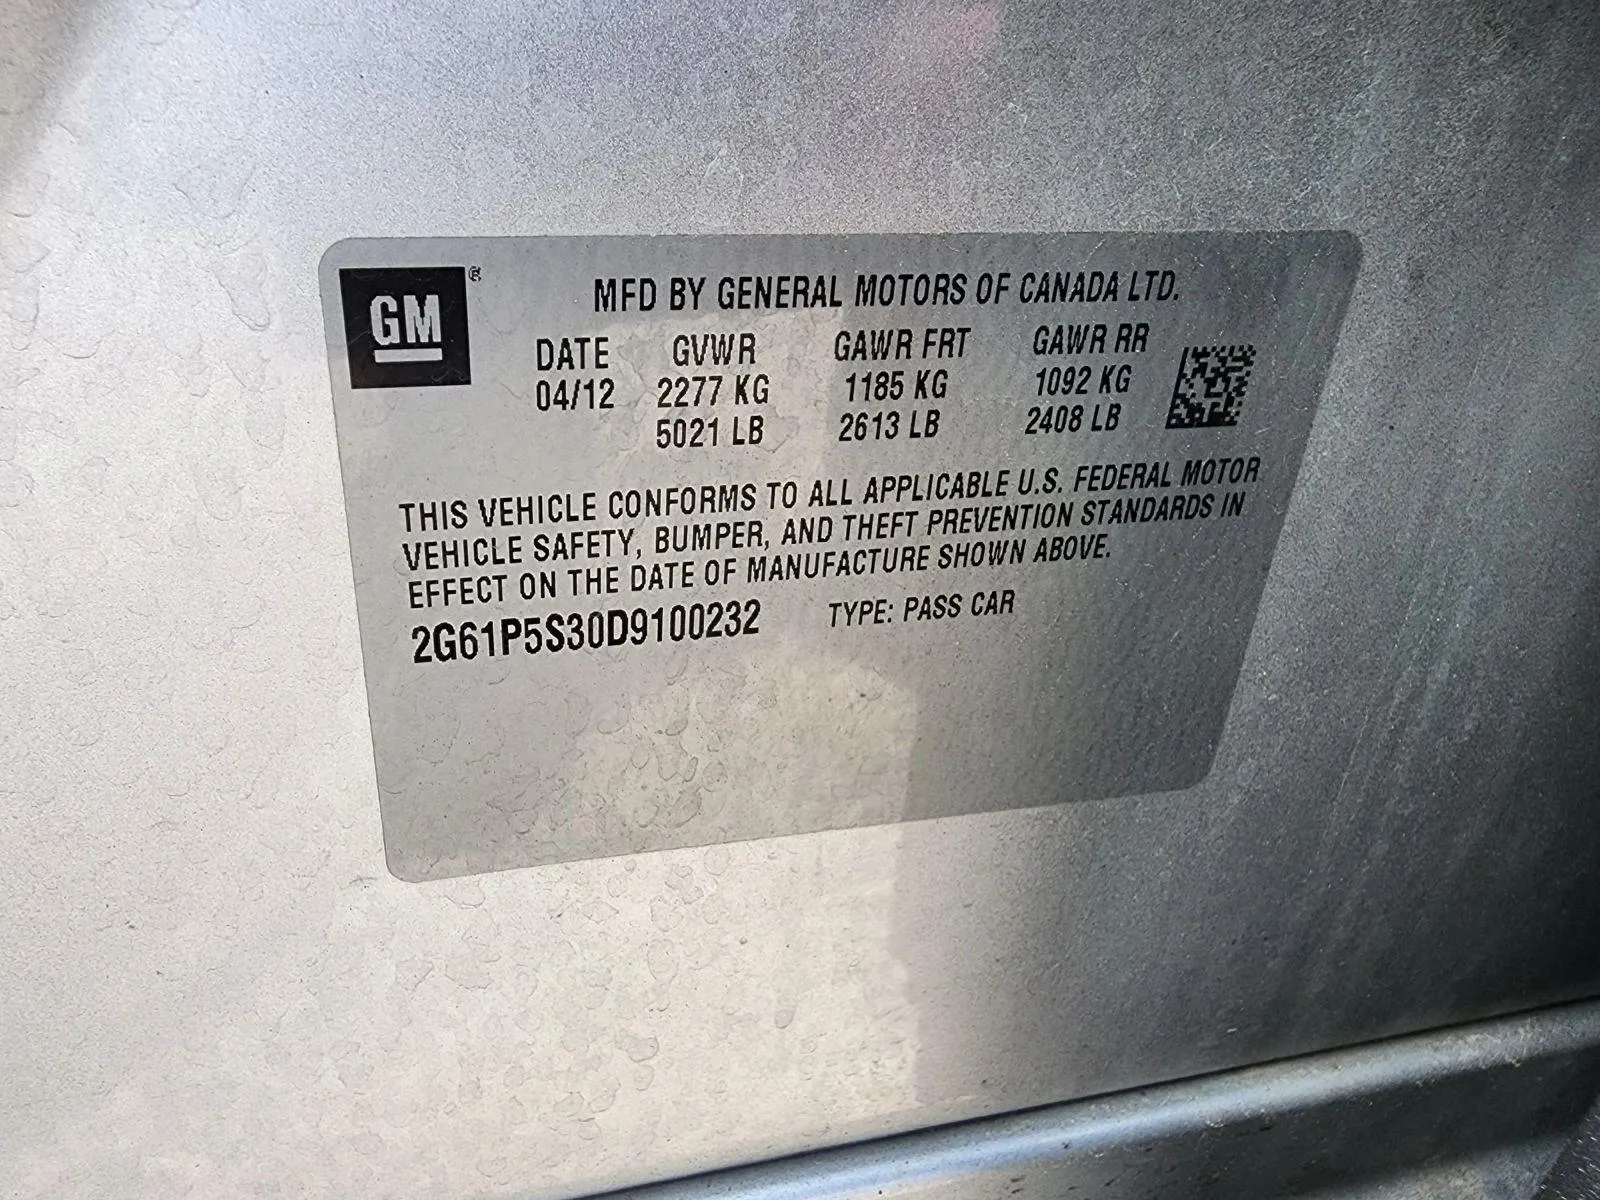 GM ® MFD BY GENERAL MOTORS OF CANADA LTD.
DATE GVWR GAWR FRT GAWR RR
04/12 2277 KG 1185 KG 1092 KG
5021 LB 2613 LB 2408 LB
THIS VEHICLE CONFORMS TO ALL APPLICABLE U.S. FEDERAL MOTOR
VEHICLE SAFETY, BUMPER, AND THEFT PREVENTION STANDARDS IN
EFFECT ON THE DATE OF MANUFACTURE SHOWN ABOVE.
2G61P5S30D9100232 TYPE: PASS CAR